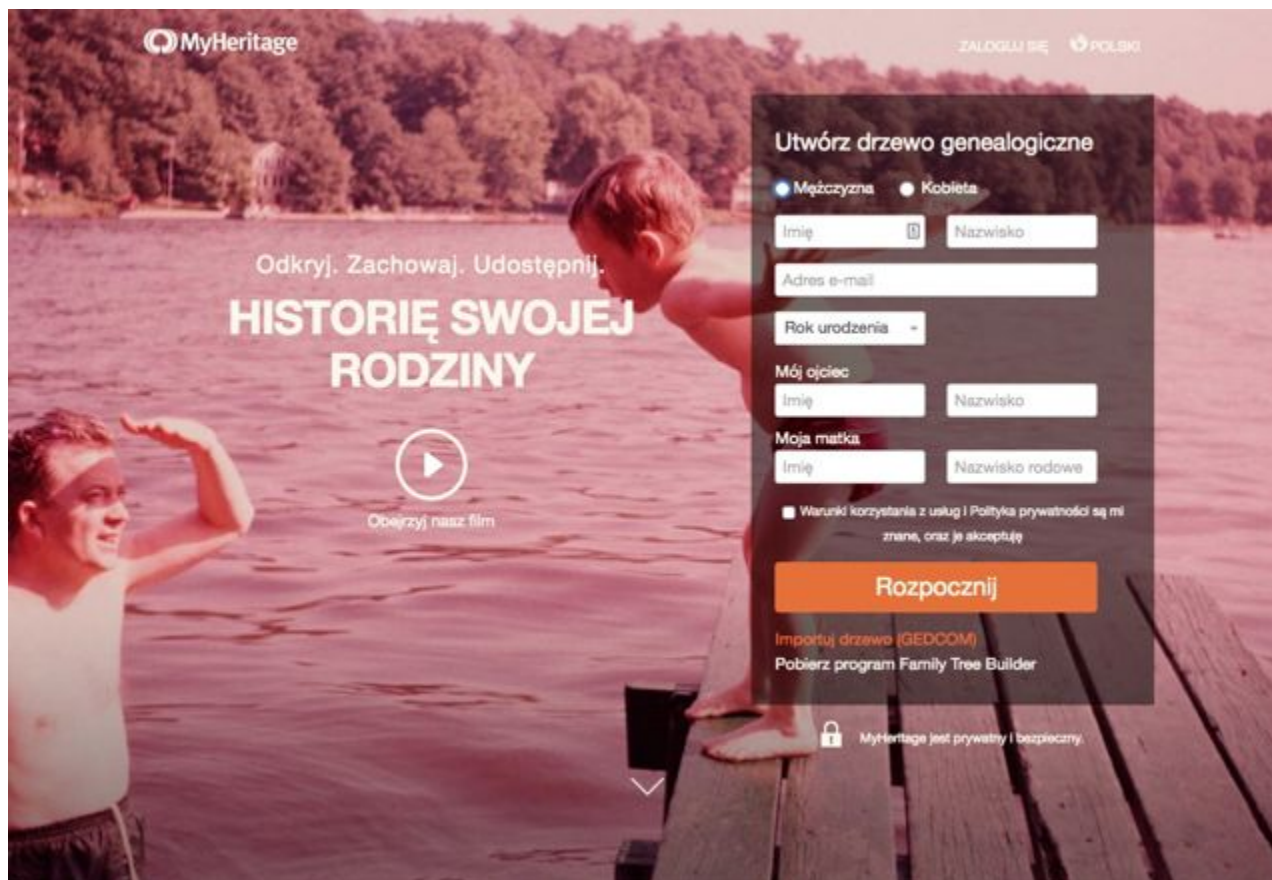 MyHeritage
ZALOGUJ SIĘ POLSKI
Utwórz drzewo genealogiczne
Mężczyzna Kobieta
Imię Nazwisko
Adres e-mail
Rok urodzenia
Mój ojciec
Imię Nazwisko
Moja matka
Imię Nazwisko rodowe
Warunki korzystania z usług i Polityka prywatności są mi
znane, oraz je akceptuję
Rozpocznij
Importuj drzewo (GEDCOM)
Pobierz program Family Tree Builder
MyHeritage jest prywatny i bezpieczny.
Odkryj. Zachowaj. Udostępnij.
HISTORIĘ SWOJEJ
RODZINY
Obejrzyj nasz film